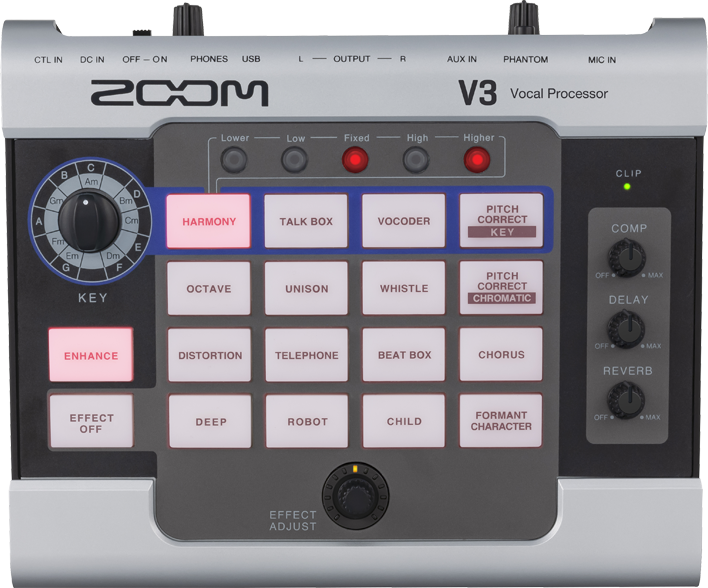 CTL IN DC IN OFF – ON PHONES USB L — OUTPUT — R AUX IN PHANTOM MIC IN
ZOOM
V3 Vocal Processor
Lower Low Fixed High Higher
CLIP
C
B
D
A
E
G
F
Am
Gm
Bm
Cm
Fm
Em
Dm
KEY
HARMONY
TALK BOX
VOCODER
PITCH
CORRECT
KEY
OCTAVE
UNISON
WHISTLE
PITCH
CORRECT
CHROMATIC
ENHANCE
DISTORTION
TELEPHONE
BEAT BOX
CHORUS
EFFECT
OFF
DEEP
ROBOT
CHILD
FORMANT
CHARACTER
COMP
OFF MAX
DELAY
OFF MAX
REVERB
OFF MAX
EFFECT
ADJUST